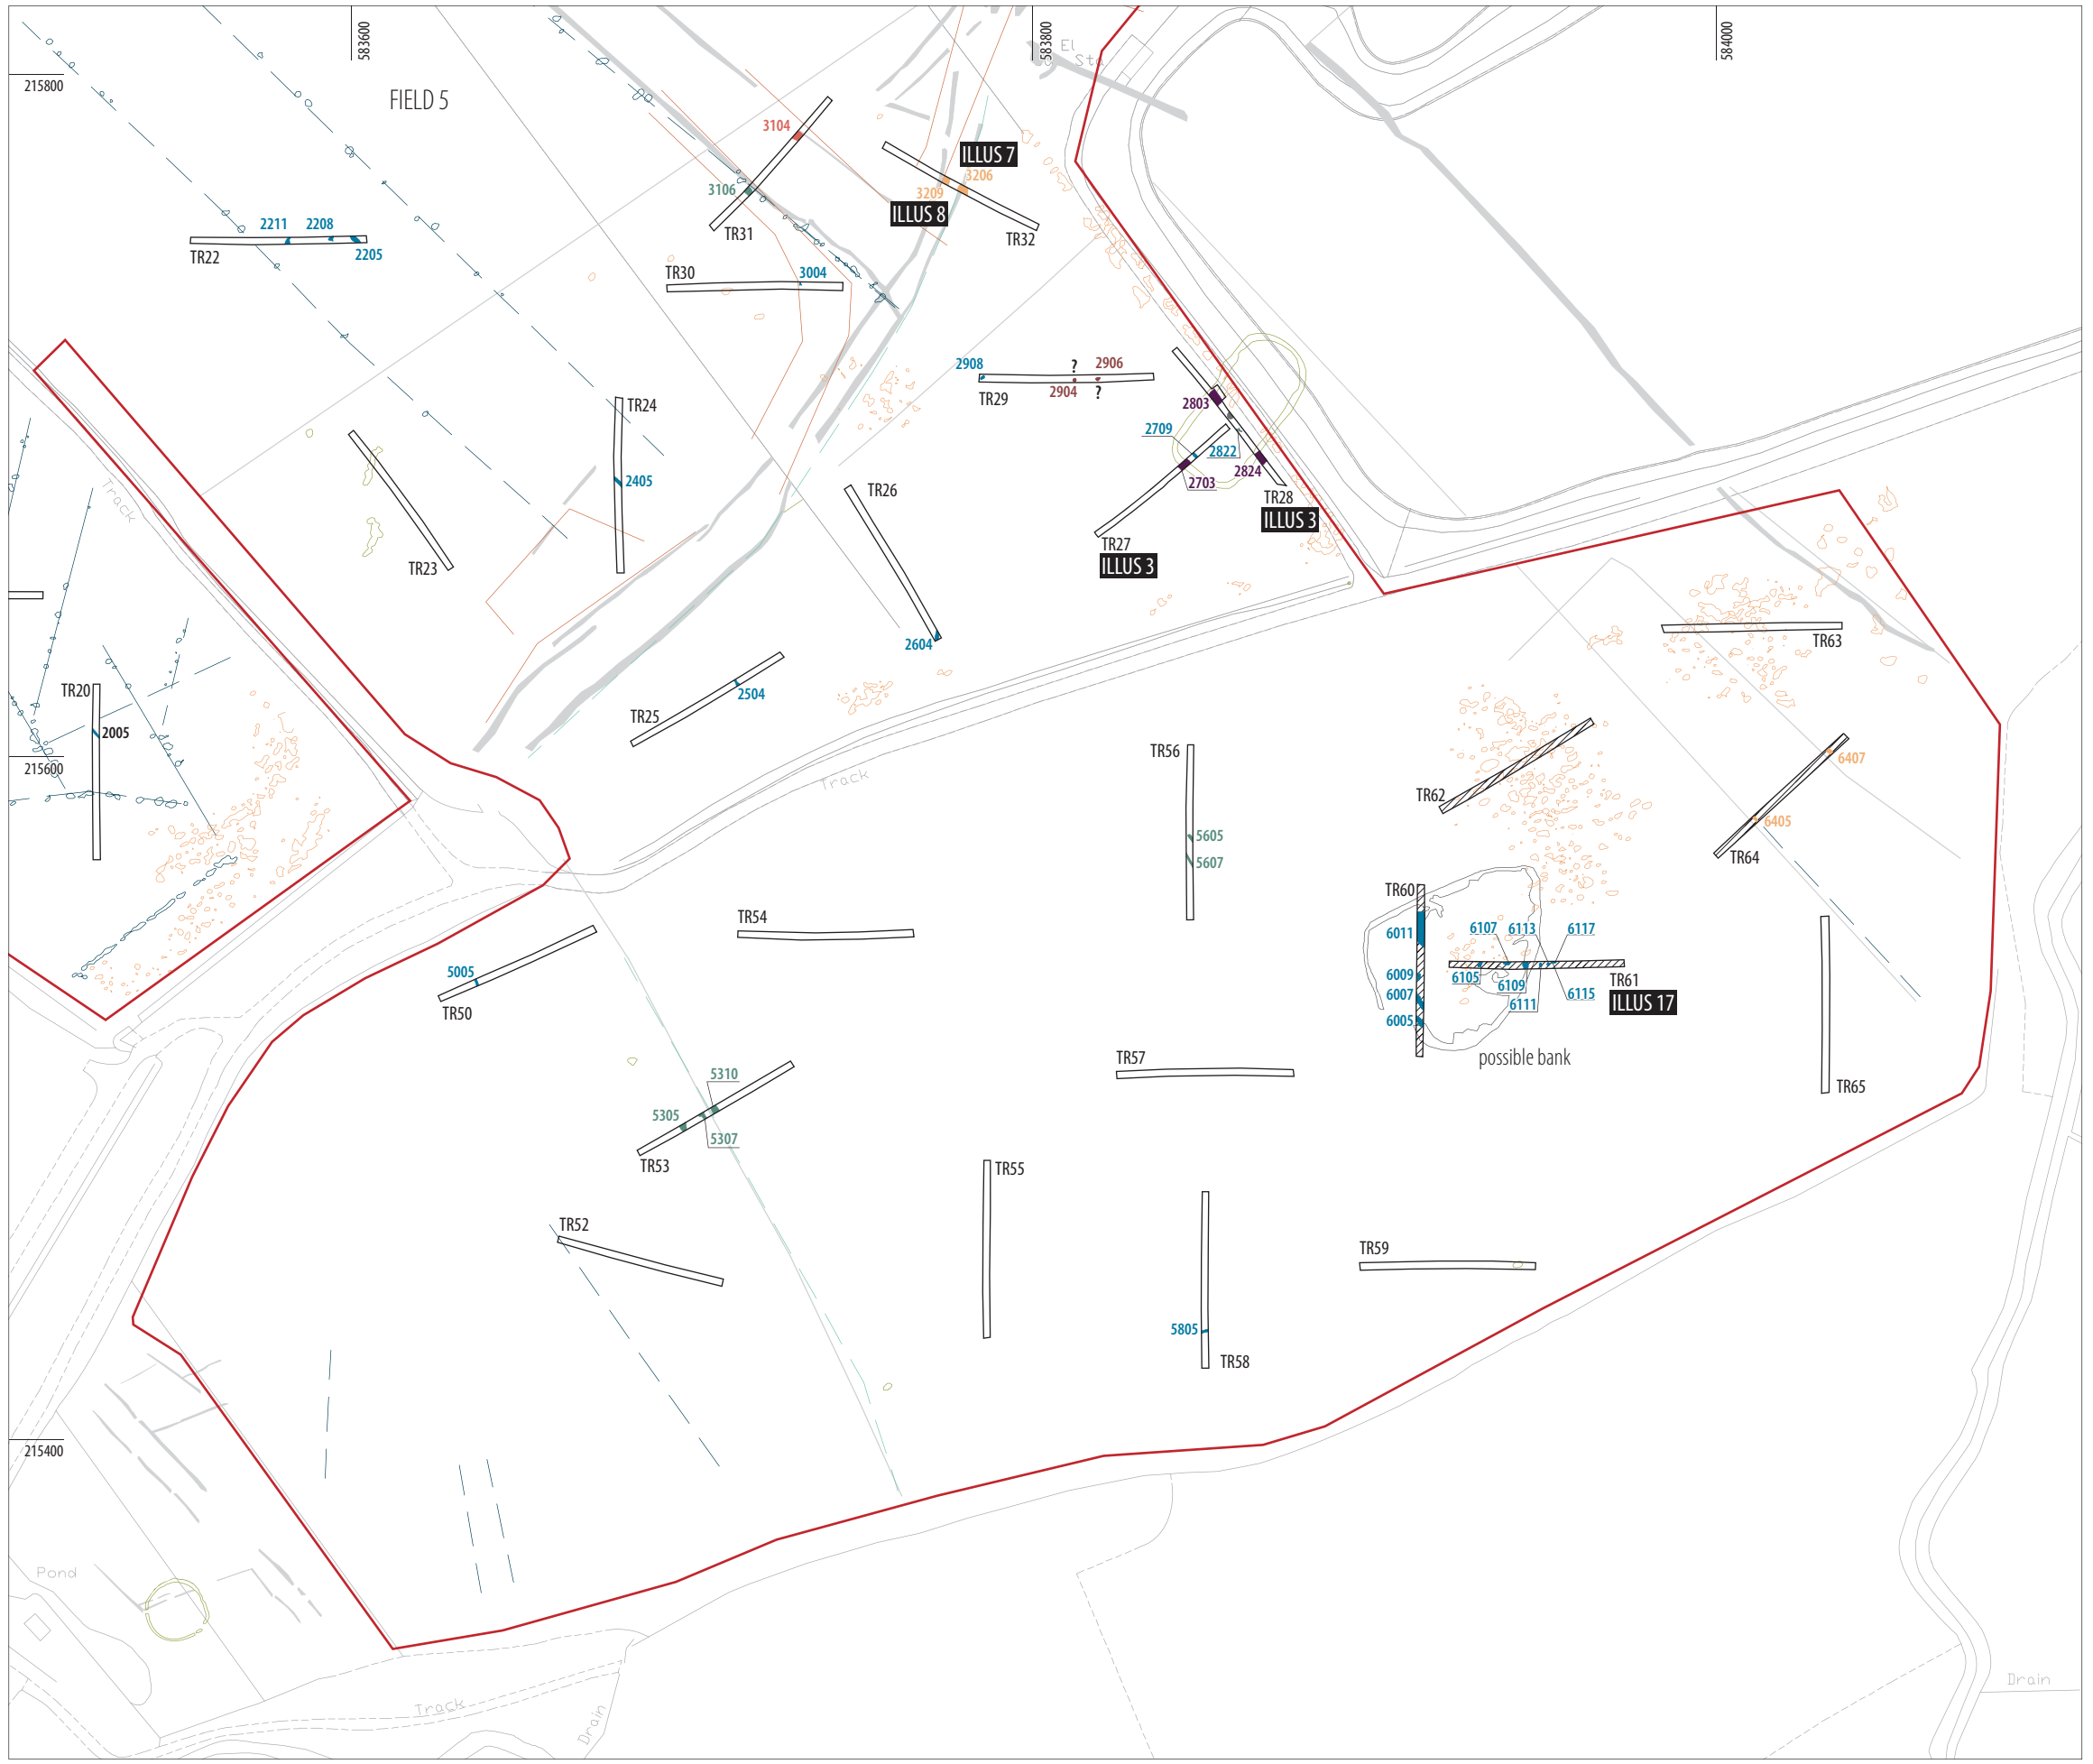 583600
583800
584000
215800
El
Sta
FIELD 5
3104
ILLUS 7
3206
3106
3209
ILLUS 8
2211
2208
TR31
TR32
TR22
2205
TR30
3004
2908
?
2906
TR29
2904
?
TR24
2803
2709
2822
2405
2824
2703
TR26
TR28
Track
ILLUS 3
TR27
ILLUS 3
TR23
2604
TR63
TR20
2504
TR25
2005
TR56
6407
215600
Track
TR62
5605
6405
5607
TR64
TR60
TR54
6107
6113
6117
6011
5005
6105
6009
TR61
6109
6007
6115
ILLUS 17
6111
TR50
6005
TR57
possible bank
5310
TR65
5305
5307
TR53
TR55
TR52
TR59
5805
TR58
215400
Pond
Drain
Track
Drain